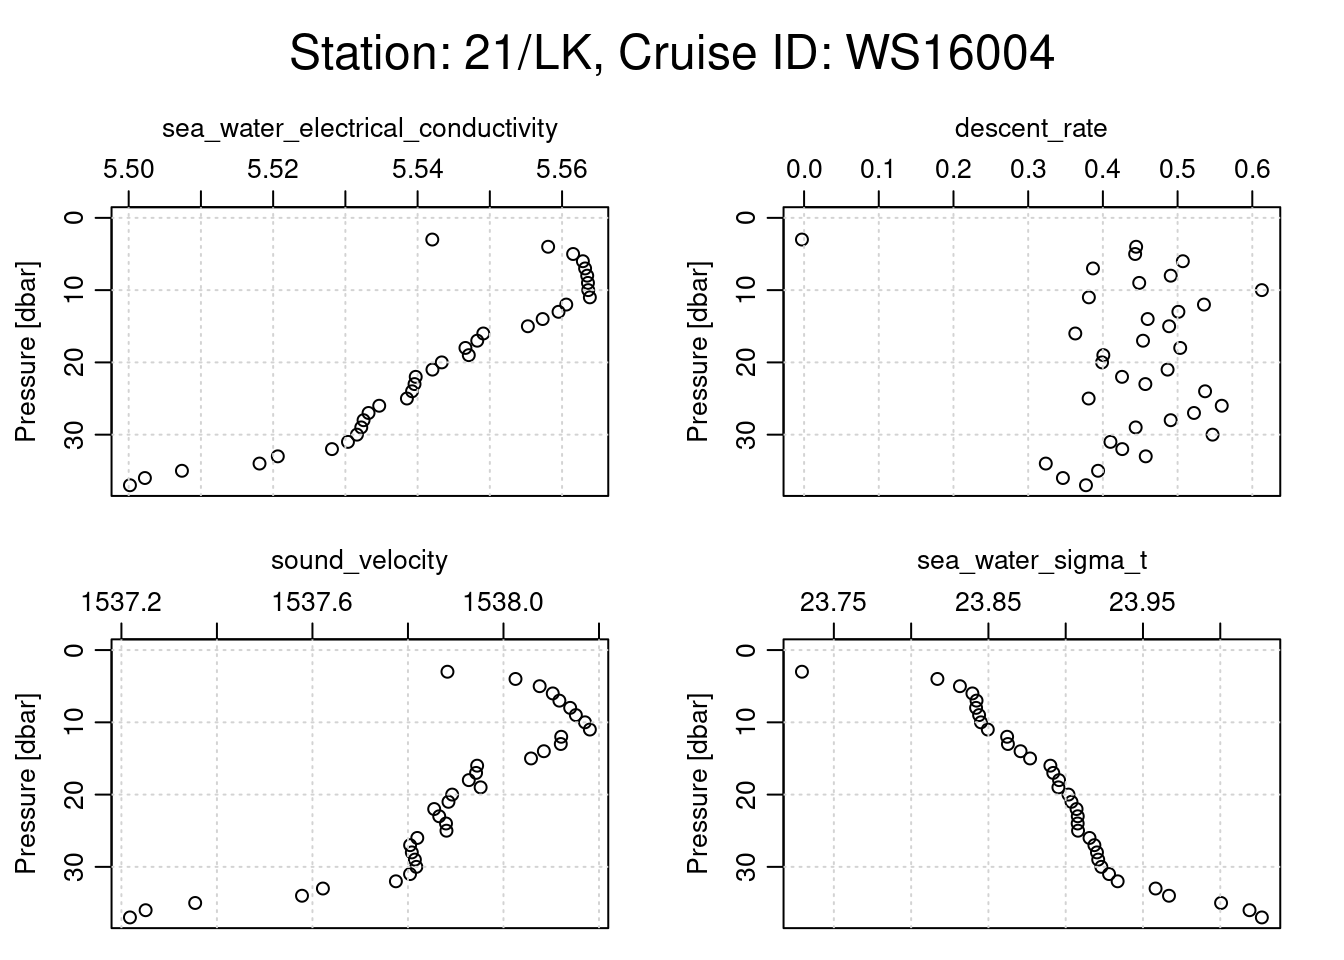 Station: 21/LK, Cruise ID: WS16004
sea_water_electrical_conductivity
5.50 5.52 5.54 5.56
Pressure [dbar]
0
10
20
30
descent_rate
0.0 0.1 0.2 0.3 0.4 0.5 0.6
Pressure [dbar]
0
10
20
30
sound_velocity
1537.2 1537.6 1538.0
Pressure [dbar]
0
10
20
30
sea_water_sigma_t
23.75 23.85 23.95
Pressure [dbar]
0
10
20
30